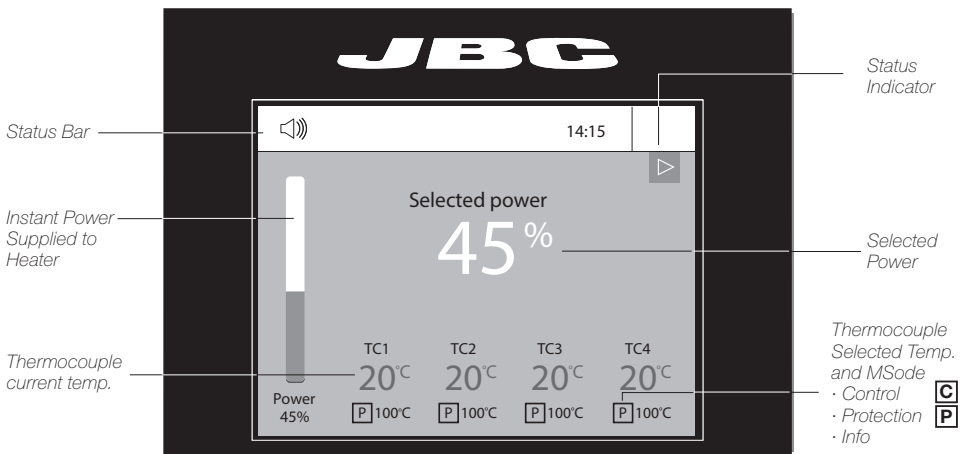 JBC
Status
Indicator
Status Bar
14:15
Instant Power
Supplied to
Heater
Selected power
45%
Selected
Power
Thermocouple
current temp.
TC1 TC2 TC3 TC4
20°C 20°C 20°C 20°C
P 100°C P 100°C P 100°C P 100°C
Power
45%
Thermocouple
Selected Temp.
and MSode
· Control C
· Protection P
· Info